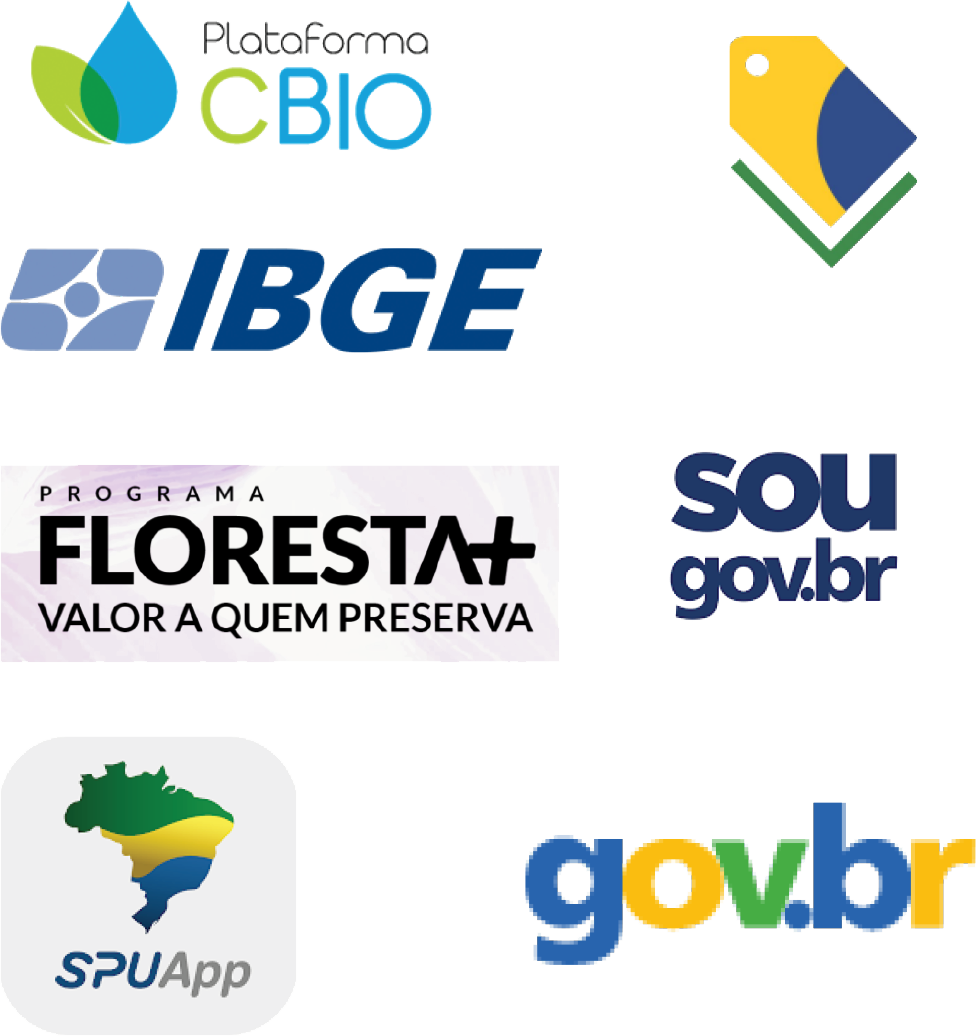 Plataforma
CBIO
IBGE
PROGRAMA
FLORESTA+
VALOR A QUEM PRESERVA
sou
gov.br
SPUApp
gov.br